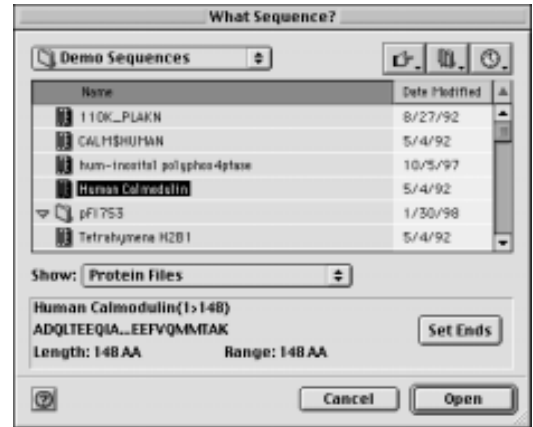 What Sequence?
Demo Sequences
Name Date Modified
110K_PLAKN 8/27/92
CALM$HUMAN 5/4/92
hum-inositol polyphos4ptase 10/5/97
Human Calmodulin 5/4/92
pF1753 1/30/98
Tetrahymena H2B1 5/4/92
Show: Protein Files
Human Calmodulin(1>148)
ADQLTEEQIA...EEFVQMMTAK
Set Ends
Length: 148 AA Range: 148 AA
?
Cancel Open